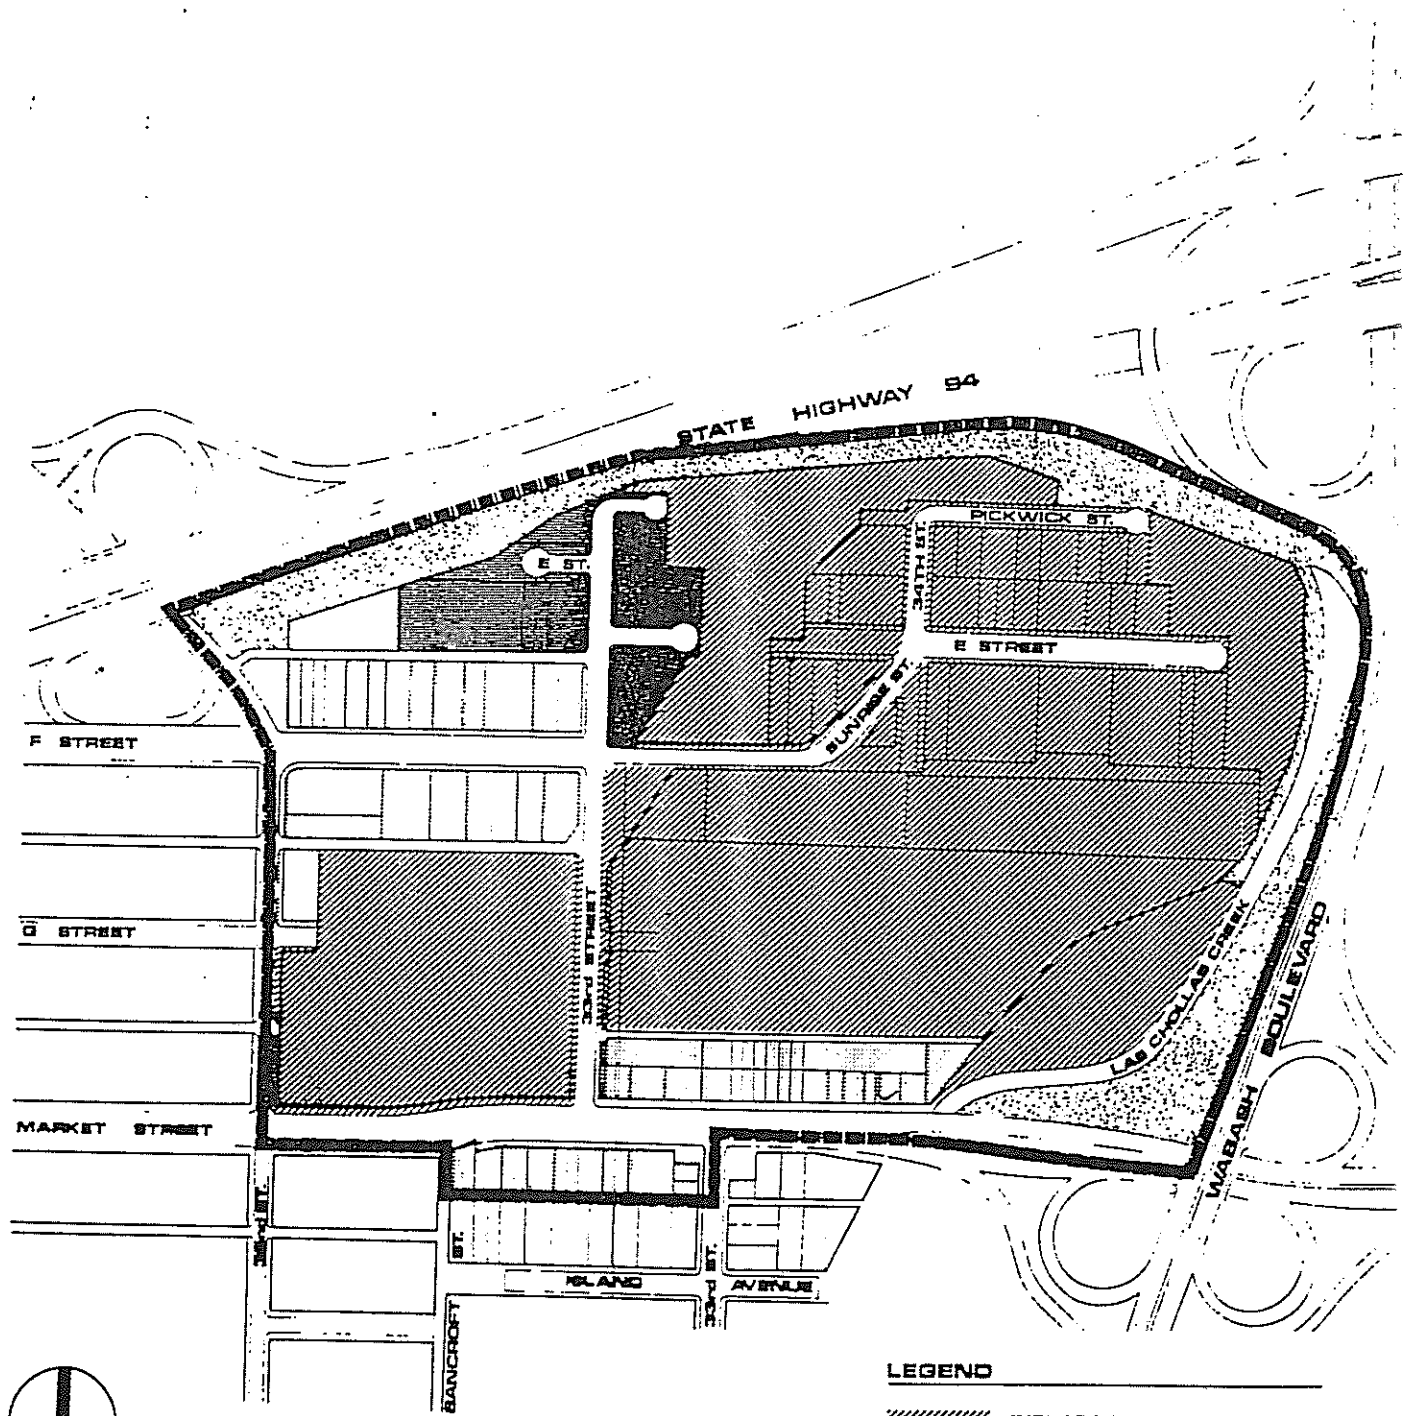 STATE HIGHWAY 94
PICKWICK ST.
E ST.
34TH ST.
E STREET
SUNRISE ST.
F STREET
33rd STREET
G STREET
LAS CHOLLAS CREEK
WABASH BOULEVARD
MARKET STREET
32nd ST.
BANCROFT ST.
33rd ST.
ISLAND AVENUE
LEGEND